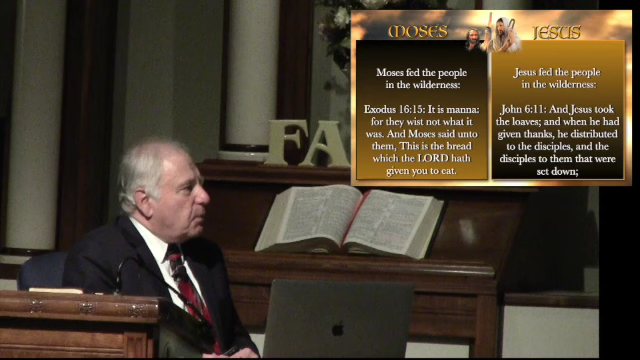 MOSES
Moses fed the people
in the wilderness:
Exodus 16:15: It is manna:
for they wist not what it
was. And Moses said unto
them, This is the bread
which the LORD hath
given you to eat.
JESUS
Jesus fed the people
in the wilderness:
John 6:11: And Jesus took
the loaves; and when he had
given thanks, he distributed
to the disciples, and the
disciples to them that were
set down;
FA